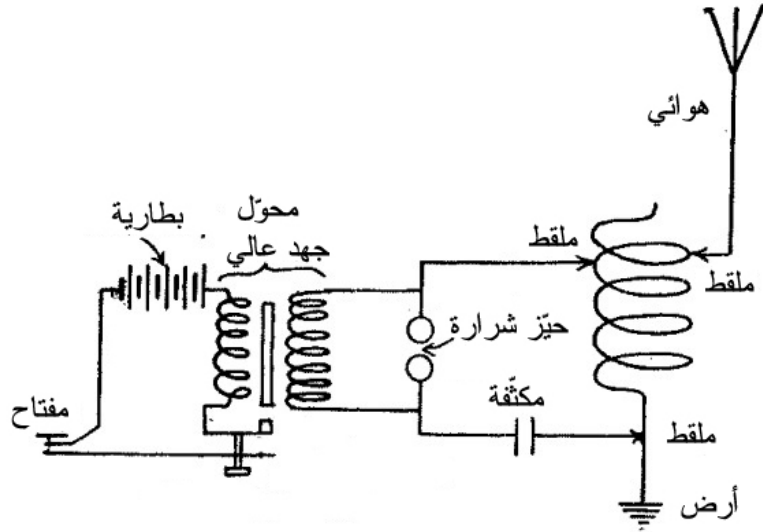 هوائي
محوّل
جهد عالي
بطارية
ملقط
ملقط
حيّز شرارة
مكثّفة
مفتاح
ملقط
أرض